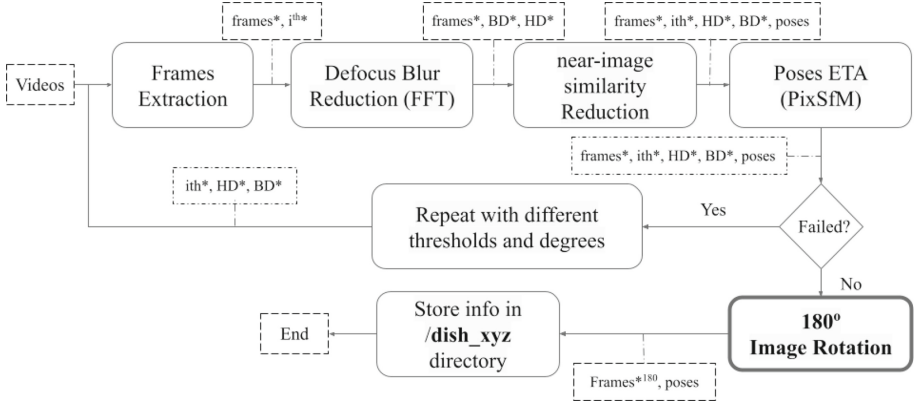 frames*, i^th*
frames*, BD*, HD*
frames*, ith*, HD*, BD*, poses
Videos
Frames
Extraction
Defocus Blur
Reduction (FFT)
near-image
similarity
Reduction
Poses ETA
(PixSfM)
frames*, ith*, HD*, BD*, poses
ith*, HD*, BD*
Repeat with different
thresholds and degrees
Yes
Failed?
No
End
Store info in
/dish_xyz
directory
180º
Image Rotation
Frames*^180, poses